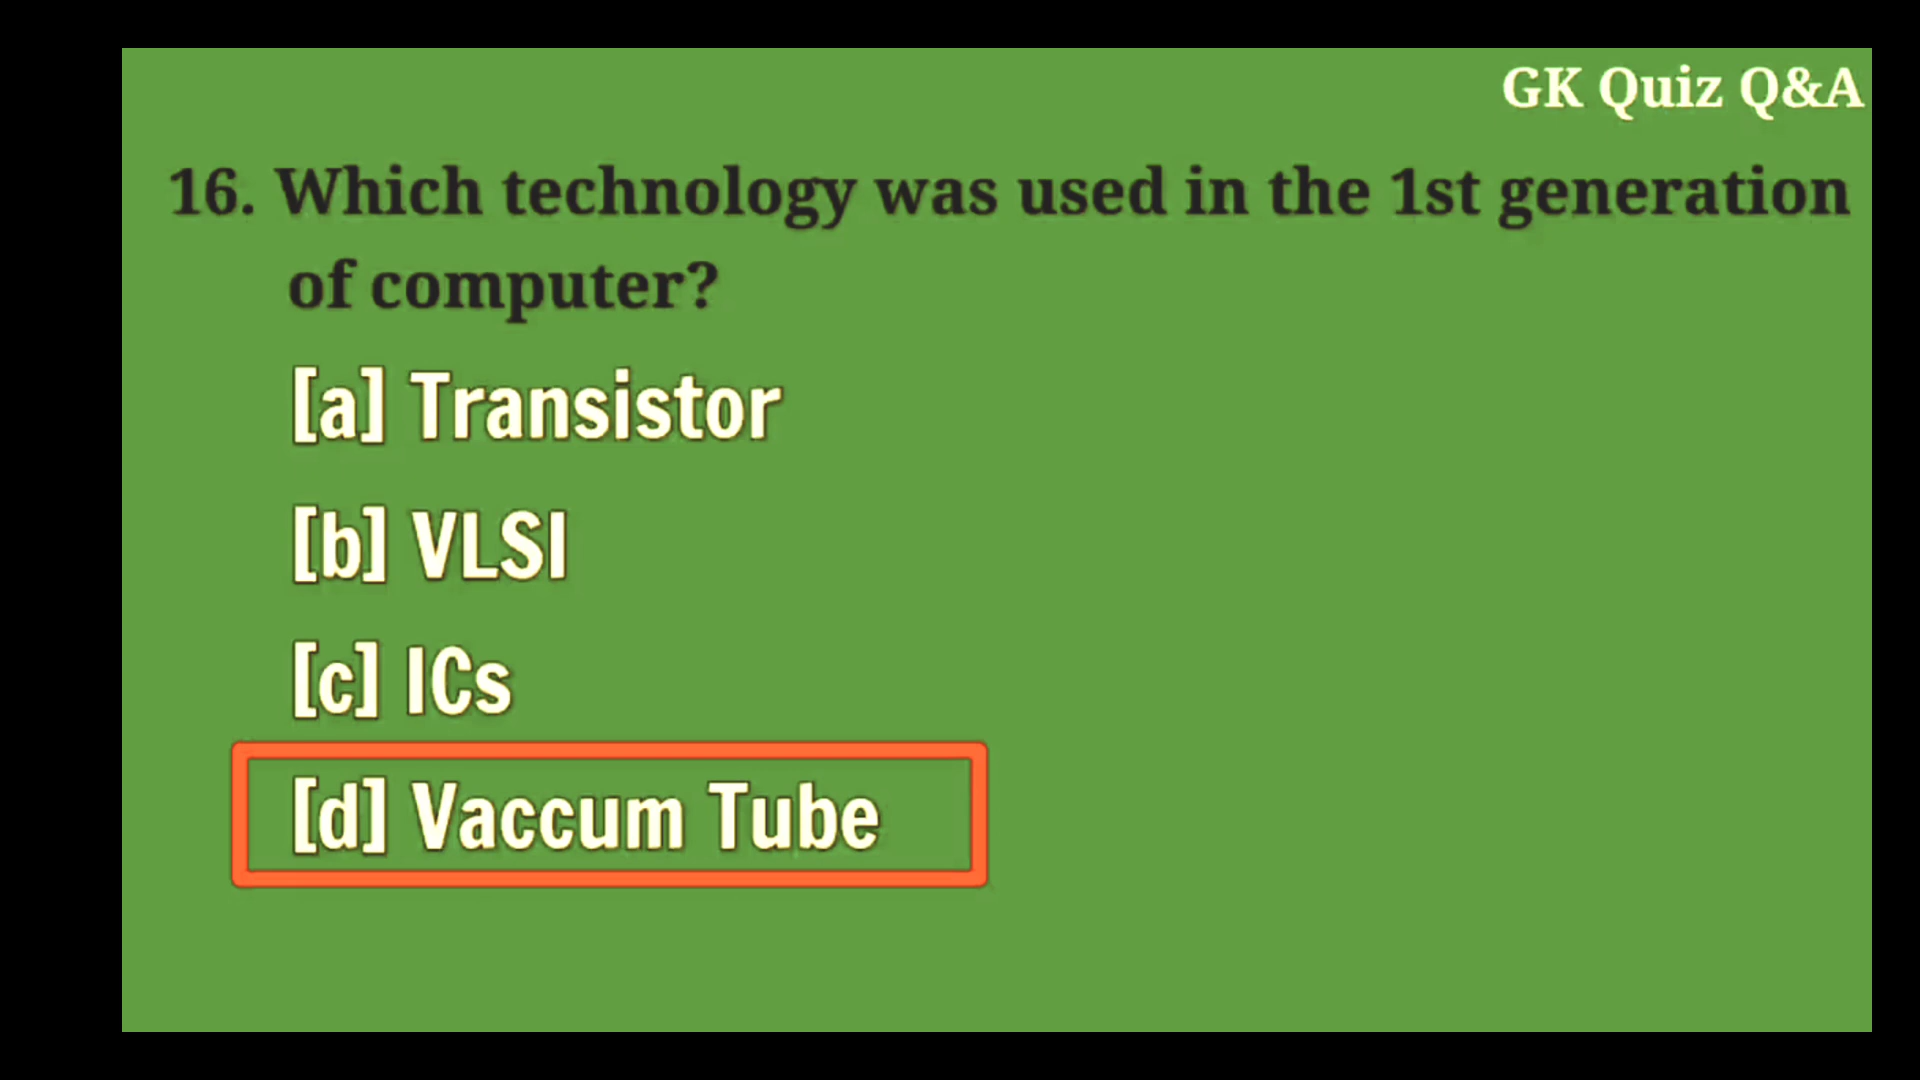 GK Quiz Q&A
16. Which technology was used in the 1st generation
of computer?
[a] Transistor
[b] VLSI
[c] ICs
[d] Vaccum Tube